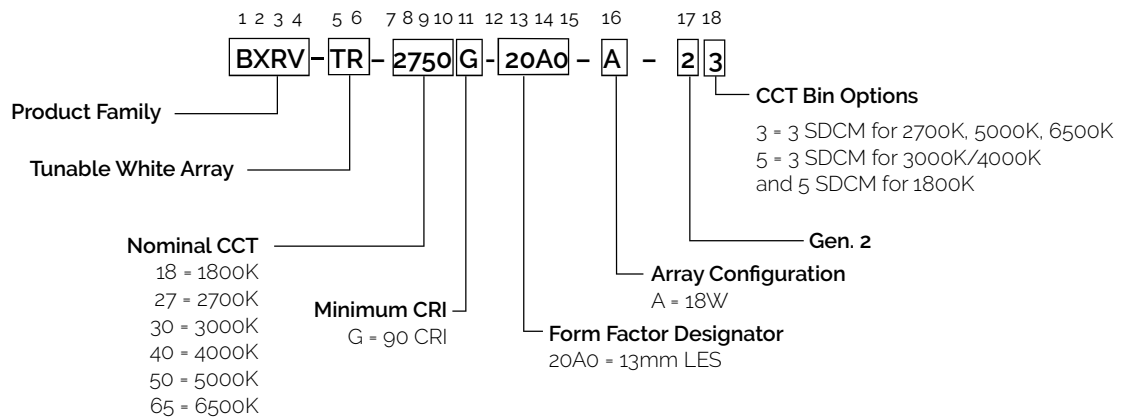 1 2 3 4 5 6 7 8 9 10 11 12 13 14 15 16 17 18
BXRV – TR – 2750 G - 20A0 – A – 2 3
Product Family
Tunable White Array
Nominal CCT
18 = 1800K
27 = 2700K
30 = 3000K
40 = 4000K
50 = 5000K
65 = 6500K
Minimum CRI
G = 90 CRI
Form Factor Designator
20A0 = 13mm LES
Array Configuration
A = 18W
Gen. 2
CCT Bin Options
3 = 3 SDCM for 2700K, 5000K, 6500K
5 = 3 SDCM for 3000K/4000K
and 5 SDCM for 1800K